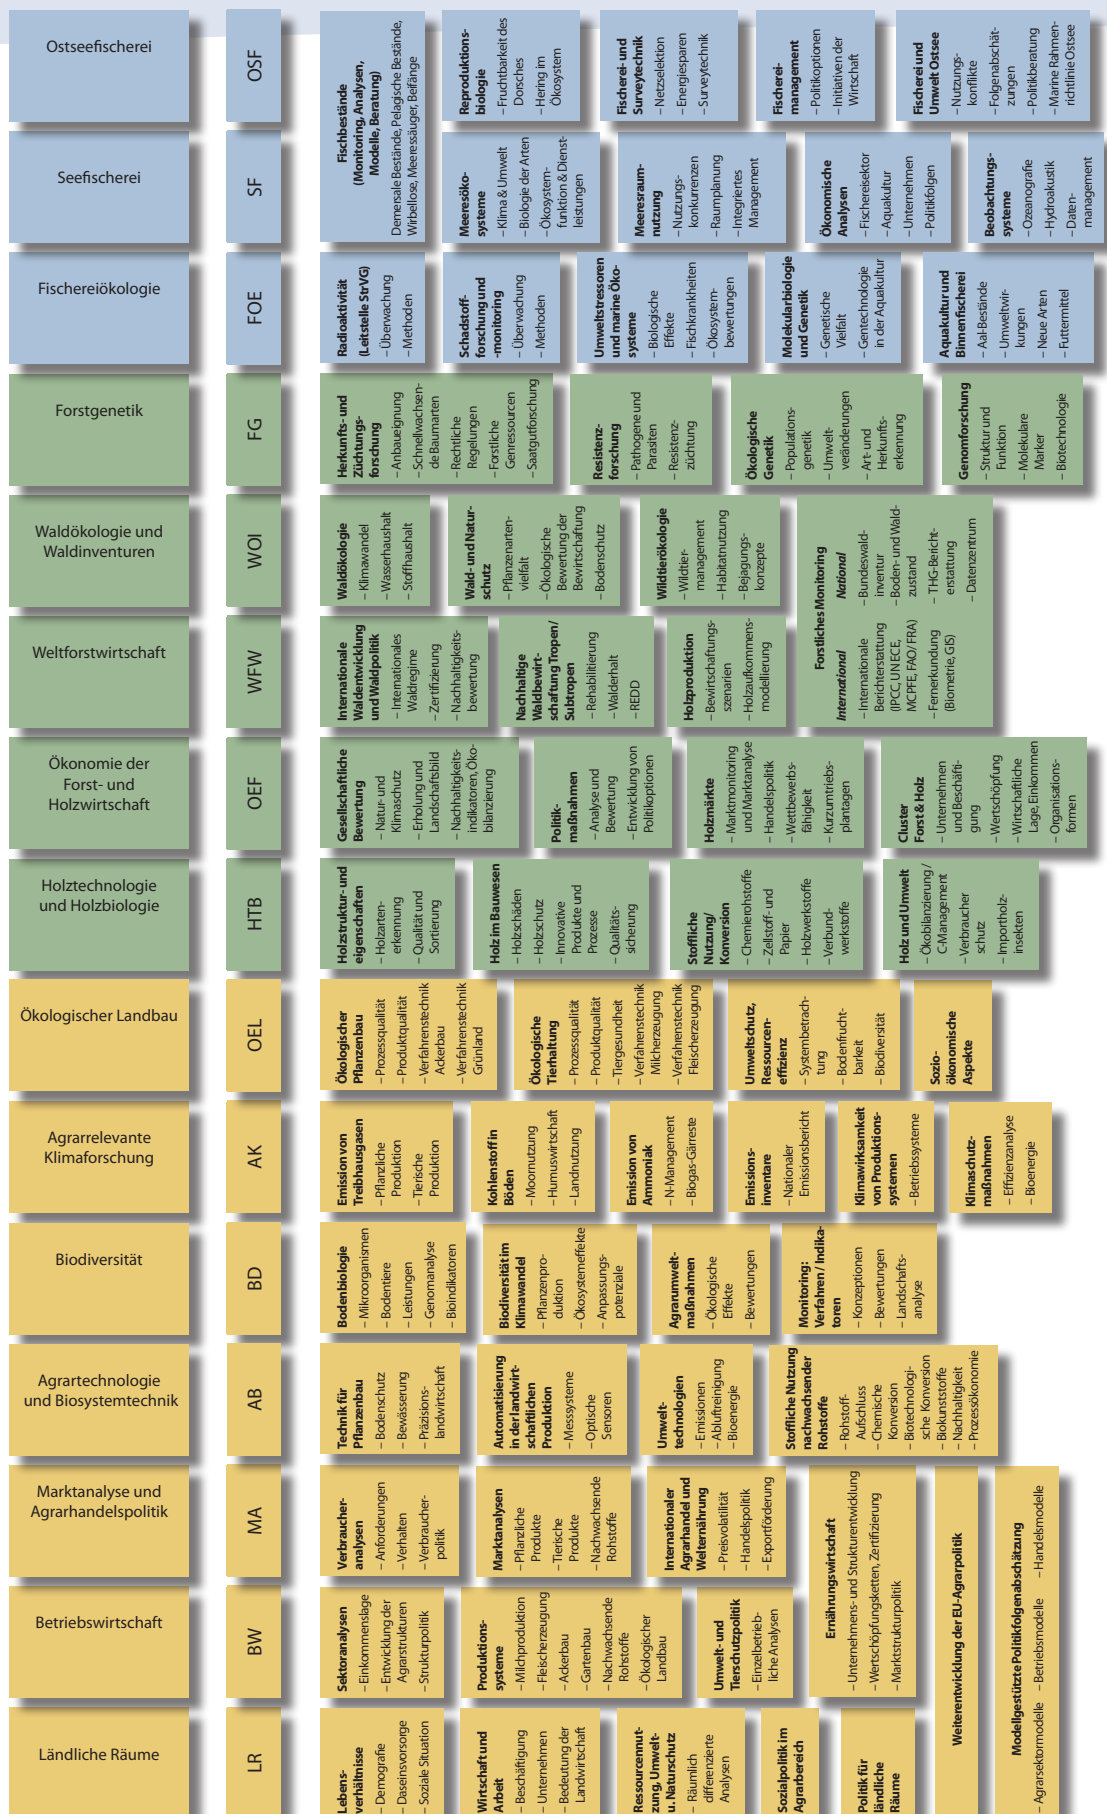 Ostseefischerei
OSF
Fischbestände
(Monitoring, Analysen,
Modelle, Beratung)
Demersale Bestände, Pelagische Bestände,
Wirbellose, Meeressäuger, Beifänge
Reproduktions-
biologie
– Fruchtbarkeit des
Dorsches
– Hering im
Ökosystem
Fischerei- und
Surveytechnik
– Netzselektion
– Energiesparen
– Surveytechnik
Fischerei-
management
– Politikoptionen
– Initiativen der
Wirtschaft
Fischerei und
Umwelt Ostsee
– Nutzungs-
konflikte
– Folgenabschät-
zungen
– Politikberatung
– Marine Rahmen-
richtlinie Ostsee
Seefischerei
SF
Meeresöko-
systeme
– Klima & Umwelt
– Biologie der Arten
– Ökosystem-
funktion & Dienst-
leistungen
Meeresraum-
nutzung
– Nutzungs-
konkurrenzen
– Raumplanung
– Integriertes
Management
Ökonomische
Analysen
– Fischereisektor
– Aquakultur
– Unternehmen
– Politikfolgen
Beobachtungs-
systeme
– Ozeanografie
– Hydroakustik
– Daten-
management
Fischereiökologie
FOE
Radioaktivität
(Leitstelle StrVG)
– Überwachung
– Methoden
Schadstoff-
forschung und
-monitoring
– Überwachung
– Methoden
Umweltstressoren
und marine Öko-
systeme
– Biologische
Effekte
– Fischkrankheiten
– Ökosystem-
bewertungen
Molekularbiologie
und Genetik
– Genetische
Vielfalt
– Gentechnologie
in der Aquakultur
Aquakultur und
Binnenfischerei
– Aal-Bestände
– Umweltwir-
kungen
– Neue Arten
– Futtermittel
Forstgenetik
FG
Herkunfts- und
Züchtungs-
forschung
– Anbaueignung
– Schnellwachsen-
de Baumarten
– Rechtliche
Regelungen
– Forstliche
Genressourcen
– Saatgutforschung
Resistenz-
forschung
– Pathogene und
Parasiten
– Resistenz-
züchtung
Ökologische
Genetik
– Populations-
genetik
– Umwelt-
veränderungen
– Art- und
Herkunfts-
erkennung
Genomforschung
– Struktur und
Funktion
– Molekulare
Marker
– Biotechnologie
Waldökologie und
Waldinventuren
WOI
Waldökologie
– Klimawandel
– Wasserhaushalt
– Stoffhaushalt
Wald- und Natur-
schutz
– Pflanzenarten-
vielfalt
– Ökologische
Bewertung der
Bewirtschaftung
– Bodenschutz
Wildtierökologie
– Wildtier-
management
– Habitatnutzung
– Bejagungs-
konzepte
Forstliches Monitoring
National
– Bundeswald-
inventur
– Boden- und Wald-
zustand
– THG-Bericht-
erstattung
– Datenzentrum
International
– Internationale
Berichterstattung
(IPCC, UNECE,
MCPFE, FAO/ FRA)
– Fernerkundung
(Biometrie, GIS)
Weltforstwirtschaft
WFW
Internationale
Waldentwicklung
und Waldpolitik
– Internationales
Waldregime
– Zertifizierung
– Nachhaltigkeits-
bewertung
Nachhaltige
Waldbewirt-
schaftung Tropen/
Subtropen
– Rehabilitierung
– Walderhalt
– REDD
Holzproduktion
– Bewirtschaftungs-
szenarien
– Holzaufkommens-
modellierung
Ökonomie der
Forst- und
Holzwirtschaft
OEF
Gesellschaftliche
Bewertung
– Natur- und
Klimaschutz
– Erholung und
Landschaftsbild
– Nachhaltigkeits-
indikatoren, Öko-
bilanzierung
Politik-
maßnahmen
– Analyse und
Bewertung
– Entwicklung von
Politikoptionen
Holzmärkte
– Marktmonitoring
und Marktanalyse
– Handelspolitik
– Wettbewerbs-
fähigkeit
– Kurzumtriebs-
plantagen
Cluster
Forst & Holz
– Unternehmen
und Beschäfti-
gung
– Wertschöpfung
– Wirtschaftliche
Lage, Einkommen
– Organisations-
formen
Holztechnologie
und Holzbiologie
HTB
Holzstruktur- und
eigenschaften
– Holzarten-
erkennung
– Qualität und
Sortierung
Holz im Bauwesen
– Holzschäden
– Holzschutz
– Innovative
Produkte und
Prozesse
– Qualitäts-
sicherung
Stoffliche
Nutzung/
Konversion
– Chemierohstoffe
– Zellstoff- und
Papier
– Holzwerkstoffe
– Verbund-
werkstoffe
Holz und Umwelt
– Ökobilanzierung/
C-Management
– Verbraucher
schutz
– Importholz-
insekten
Ökologischer Landbau
OEL
Ökologischer
Pflanzenbau
– Prozessqualität
– Produktqualität
– Verfahrenstechnik
Ackerbau
– Verfahrenstechnik
Grünland
Ökologische
Tierhaltung
– Prozessqualität
– Produktqualität
– Tiergesundheit
– Verfahrenstechnik
Milcherzeugung
– Verfahrenstechnik
Fleischerzeugung
Umweltschutz,
Ressourcen-
effizienz
– Systembetrach-
tung
– Bodenfrucht-
barkeit
– Biodiversität
Sozio-
ökonomische
Aspekte
Agrarrelevante
Klimaforschung
AK
Emission von
Treibhausgasen
– Pflanzliche
Produktion
– Tierische
Produktion
Kohlenstoff in
Böden
– Moornutzung
– Humuswirtschaft
– Landnutzung
Emission von
Ammoniak
– N-Management
– Biogas-Gärreste
Emissions-
inventare
– Nationaler
Emissionsbericht
Klimawirksamkeit
von Produktions-
systemen
– Betriebssysteme
Klimaschutz-
maßnahmen
– Effizienzanalyse
– Bioenergie
Biodiversität
BD
Bodenbiologie
– Mikroorganismen
– Bodentiere
– Leistungen
– Genomanalyse
– Bioindikatoren
Biodiversität im
Klimawandel
– Pflanzenpro-
duktion
– Ökosystemeffekte
– Anpassungs-
potenziale
Agrarumwelt-
maßnahmen
– Ökologische
Effekte
– Bewertungen
Monitoring:
Verfahren / Indika-
toren
– Konzeptionen
– Bewertungen
– Landschafts-
analyse
Agrartechnologie
und Biosystemtechnik
AB
Technik für
Pflanzenbau
– Bodenschutz
– Bewässerung
– Präzisions-
landwirtschaft
Automatisierung
in der landwirt-
schaftlichen
Produktion
– Messsysteme
– Optische
Sensoren
Umwelt-
technologien
– Emissionen
– Abluftreinigung
– Bioenergie
Stoffliche Nutzung
nachwachsender
Rohstoffe
– Rohstoff-
Aufschluss
– Chemische
Konversion
– Biotechnologi-
sche Konversion
– Biokunststoffe
– Nachhaltigkeit
– Prozessökonomie
Marktanalyse und
Agrarhandelspolitik
MA
Verbraucher-
analysen
– Anforderungen
– Verhalten
– Verbraucher-
politik
Marktanalysen
– Pflanzliche
Produkte
– Tierische
Produkte
– Nachwachsende
Rohstoffe
Internationaler
Agrarhandel und
Welternährung
– Preisvolatilität
– Handelspolitik
– Exportförderung
Ernährungswirtschaft
– Unternehmens- und Strukturentwicklung
– Wertschöpfungsketten, Zertifizierung
– Marktstrukturpolitik
Weiterentwicklung der EU-Agrarpolitik
Modellgestützte Politikfolgenabschätzung
– Agrarsektormodelle – Betriebsmodelle – Handelsmodelle
Betriebswirtschaft
BW
Sektoranalysen
– Einkommenslage
– Entwicklung der
Agrarstrukturen
– Strukturpolitik
Produktions-
systeme
– Milchproduktion
– Fleischerzeugung
– Ackerbau
– Gartenbau
– Nachwachsende
Rohstoffe
– Ökologischer
Landbau
Umwelt- und
Tierschutzpolitik
– Einzelbetrieb-
liche Analysen
Ländliche Räume
LR
Lebens-
verhältnisse
– Demografie
– Daseinsvorsorge
– Soziale Situation
Wirtschaft und
Arbeit
– Beschäftigung
– Unternehmen
– Bedeutung der
Landwirtschaft
Ressourcennut-
zung, Umwelt-
u. Naturschutz
– Räumlich
differenzierte
Analysen
Sozialpolitik im
Agrarbereich
Politik für
ländliche
Räume